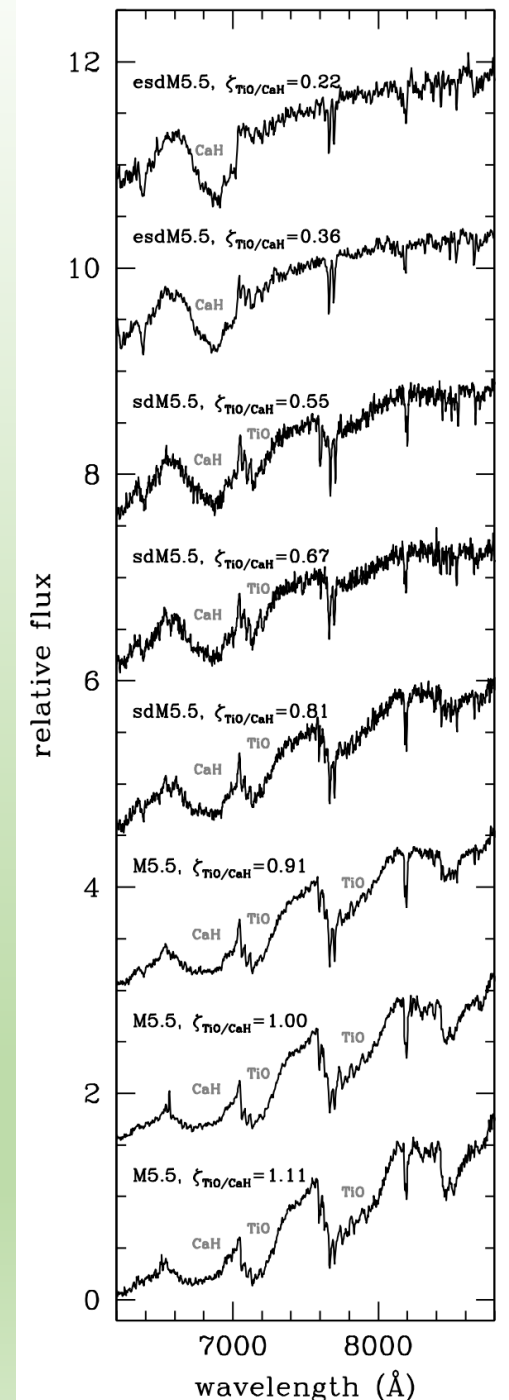 12
esdM5.5, ζTiO/CaH=0.22
CaH
esdM5.5, ζTiO/CaH=0.36
10
CaH
sdM5.5, ζTiO/CaH=0.55
TiO
CaH
8
sdM5.5, ζTiO/CaH=0.67
TiO
CaH
relative flux
6
sdM5.5, ζTiO/CaH=0.81
TiO
CaH
M5.5, ζTiO/CaH=0.91
4
TiO
TiO
CaH
M5.5, ζTiO/CaH=1.00
2
TiO
TiO
CaH
M5.5, ζTiO/CaH=1.11
TiO
TiO
CaH
0
7000 8000
wavelength (Å)